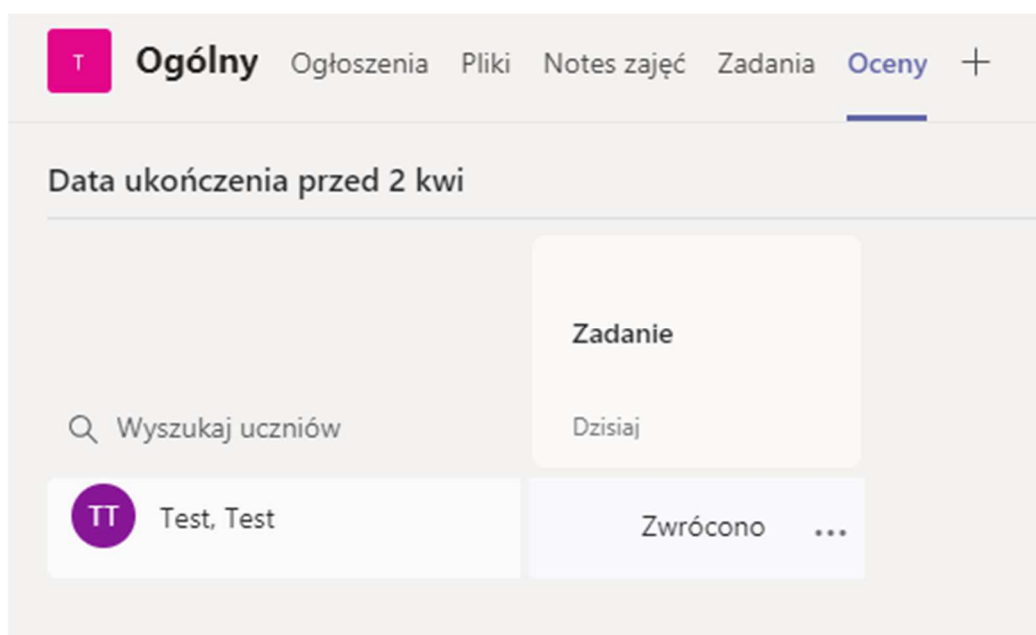 T Ogólny Ogłoszenia Pliki Notes zajęć Zadania Oceny
Data ukończenia przed 2 kwi
Zadanie
Wyszukaj uczniów Dzisiaj
TT Test, Test Zwrócono ...